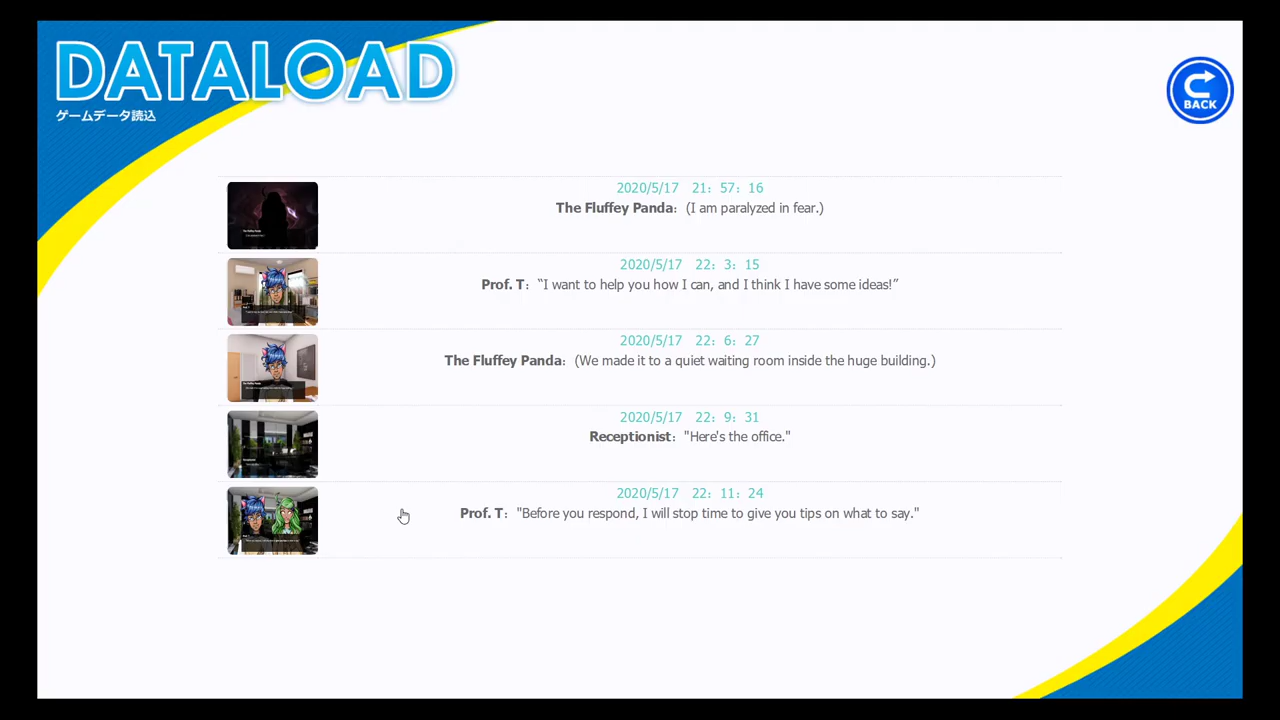 DATALOAD
ゲームデータ読込
BACK
2020/5/17 21: 57: 16
The Fluffey Panda: (I am paralyzed in fear.)
2020/5/17 22: 3: 15
Prof. T: “I want to help you how I can, and I think I have some ideas!”
2020/5/17 22: 6: 27
The Fluffey Panda: (We made it to a quiet waiting room inside the huge building.)
2020/5/17 22: 9: 31
Receptionist: "Here's the office."
2020/5/17 22: 11: 24
Prof. T: "Before you respond, I will stop time to give you tips on what to say."